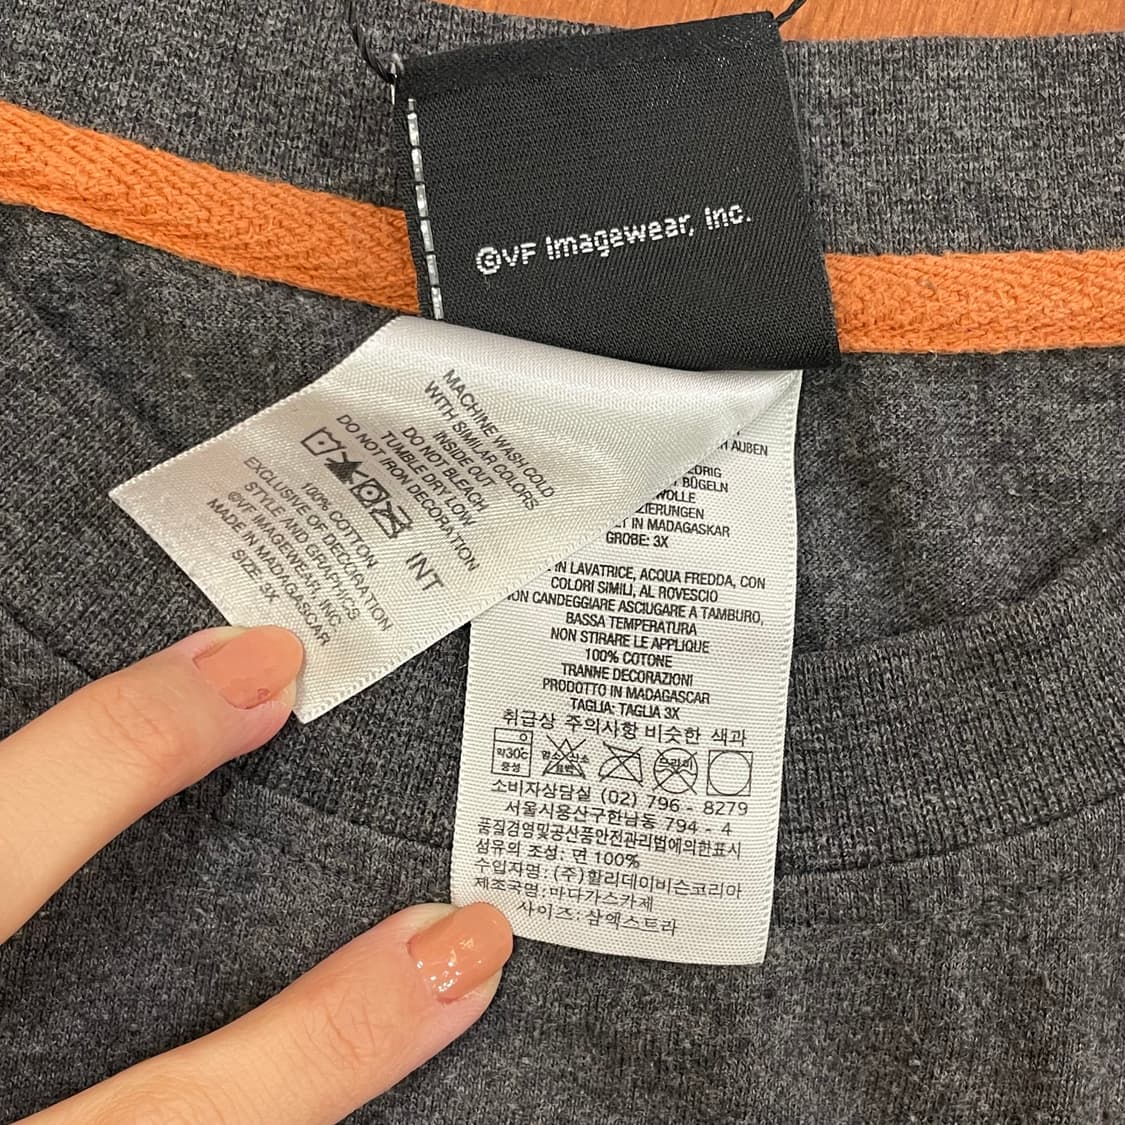 ©VF Imagewear, Inc.
MACHINE WASH COLD
WITH SIMILAR COLORS
INSIDE OUT
DO NOT BLEACH
TUMBLE DRY LOW
DO NOT IRON DECORATION
INT
100% COTTON
EXCLUSIVE OF DECORATION
STYLE AND GRAPHICS
©VF IMAGEWEAR, INC.
MADE IN MADAGASCAR
SIZE:3X
AUßEN
BÜGELN
IN MADAGASKAR
GRÖBE: 3X
IN LAVATRICE, ACQUA FREDDA, CON
COLORI SIMILI, AL ROVESCIO
CANDEGGIARE ASCIUGARE A TAMBURO,
BASSA TEMPERATURA
NON STIRARE LE APPLIQUE
100% COTONE
TRANNE DECORAZIONI
PRODOTTO IN MADAGASCAR
TAGLIA: TAGLIA 3X
취급상 주의사항 비슷한 색과
약30℃
중성
소비자상담실 (02) 796 - 8279
서울시용산구한남동 794 - 4
품질경영및공산품안전관리법에의한표시
섬유의 조성: 면 100%
수입자명: (주)할리데이비슨코리아
제조국명: 마다가스카제
사이즈: 삼엑스트라